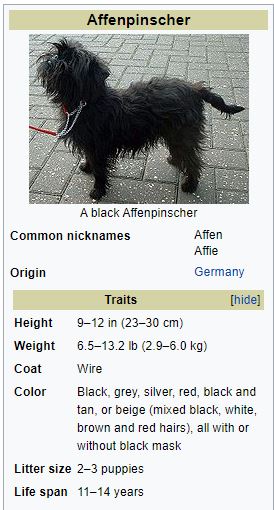 Affenpinscher
A black Affenpinscher
Common nicknames Affen
Affie
Origin Germany
Traits [hide]
Height 9–12 in (23–30 cm)
Weight 6.5–13.2 lb (2.9–6.0 kg)
Coat Wire
Color Black, grey, silver, red, black and
tan, or beige (mixed black, white,
brown and red hairs), all with or
without black mask
Litter size 2–3 puppies
Life span 11–14 years